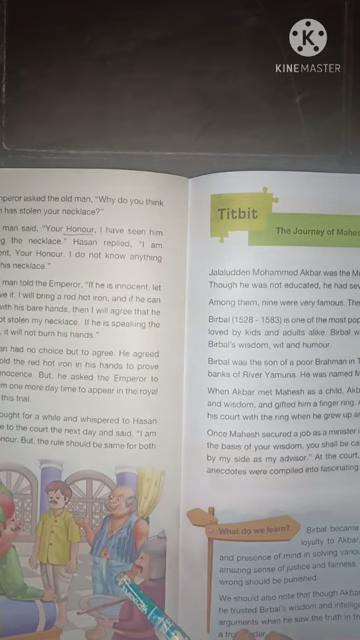 KINEMASTER
peror asked the old man, "Why do you think
has stolen your necklace?"
man said, "Your Honour, I have seen him
the necklace." Hasan replied, "I am
Your Honour. I do not know anything
his necklace."
man told the Emperor, "If he is innocent, let
it. I will bring a red hot iron, and if he can
with his bare hands, then I will agree that he
stolen my necklace. If he is speaking the
it will not burn his hands."
had no choice but to agree. He agreed
old the red hot iron in his hands to prove
nocence. But, he asked the Emperor to
one more day time to appear in the royal
this trial.
ought for a while and whispered to Hasan
to the court the next day and said, "I am
nour. But, the rule should be same for both
Titbit
The Journey of Mahes
Jalaludden Mohammed Akbar was the M
Though he was not educated, he had sev
Among them, nine were very famous. The
Birbal (1528 - 1583) is one of the most pop
loved by kids and adults alike. Birbal w
Birbal's wisdom, wit and humour.
Birbal was the son of a poor Brahman in T
banks of River Yamuna. He was named M
When Akbar met Mahesh as a child, Akb
and wisdom, and gifted him a finger ring.
his court with the ring when he grew up an
Once Mahesh secured a job as a minister i
the basis of your wisdom, you shall be ca
by my side as my advisor." At the court,
anecdotes were compiled into fascinating
What do we learn?
Birbal became
loyalty to Akbar,
and presence of mind in solving variou
amazing sense of justice and fairness.
wrong should be punished.
We should also note that though Akba
he trusted Birbal's wisdom and intellig
arguments when he saw the truth in th
a tru